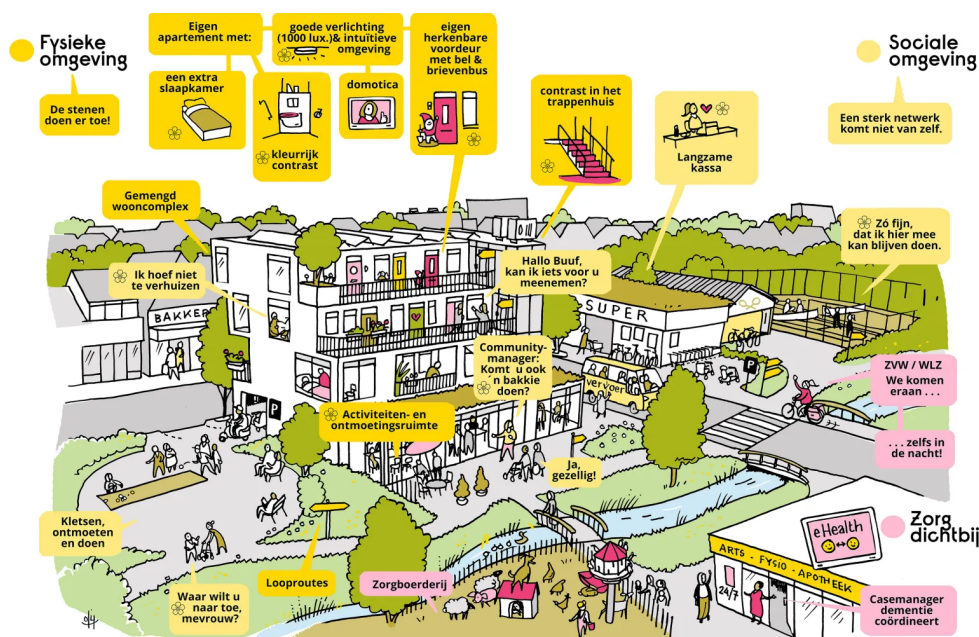 Fysieke
omgeving
De stenen
doen er toe!
Eigen
apartement met:
een extra
slaapkamer
kleurrijk
contrast
goede verlichting
(1000 lux.)& intuïtieve
omgeving
domotica
eigen
herkenbare
voordeur
met bel &
brievenbus
contrast in het
trappenhuis
Langzame
kassa
Sociale
omgeving
Een sterk netwerk
komt niet van zelf.
Gemengd
wooncomplex
Ik hoef niet
te verhuizen
Hallo Buuf,
kan ik iets voor u
meenemen?
Zó fijn,
dat ik hier mee
kan blijven doen.
BAKKER
SUPER
Community-
manager:
Komt u ook
'n bakkie
doen?
vervoer
P
P
Activiteiten- en
ontmoetingsruimte
Ja,
gezellig!
ZVW / WLZ
We komen
eraan . . .
. . . zelfs in
de nacht!
Kletsen,
ontmoeten
en doen
Waar wilt u
naar toe,
mevrouw?
Looproutes
Zorgboerderij
Zorg
dichtbij
eHealth
ARTS - FYSIO - APOTHEEK
24/7
Casemanager
dementie
coördineert